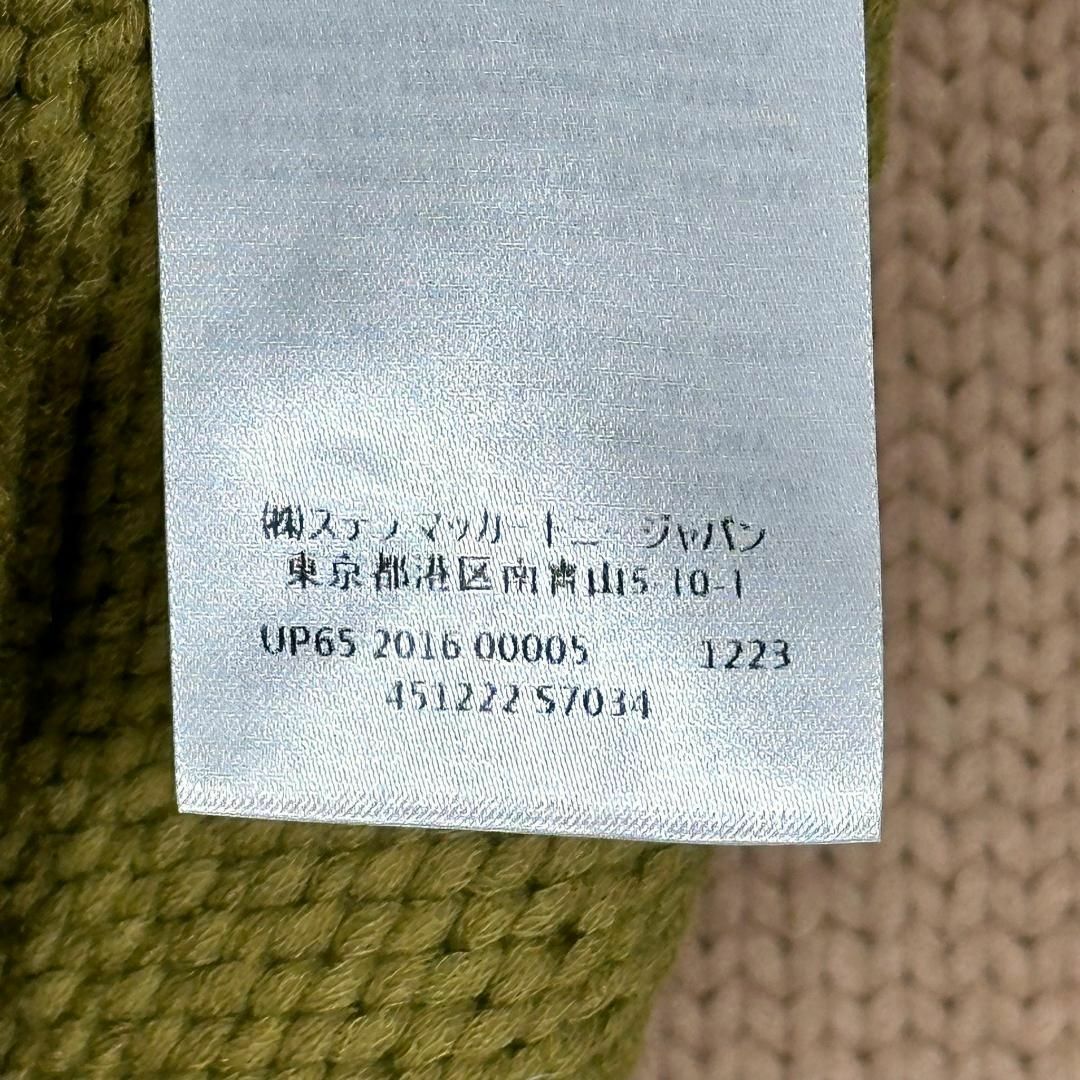 ㈱ステラ マッカートニー ジャパン
東京都港区南青山5-10-1
UP65 2016 00005 1223
451222 S7034